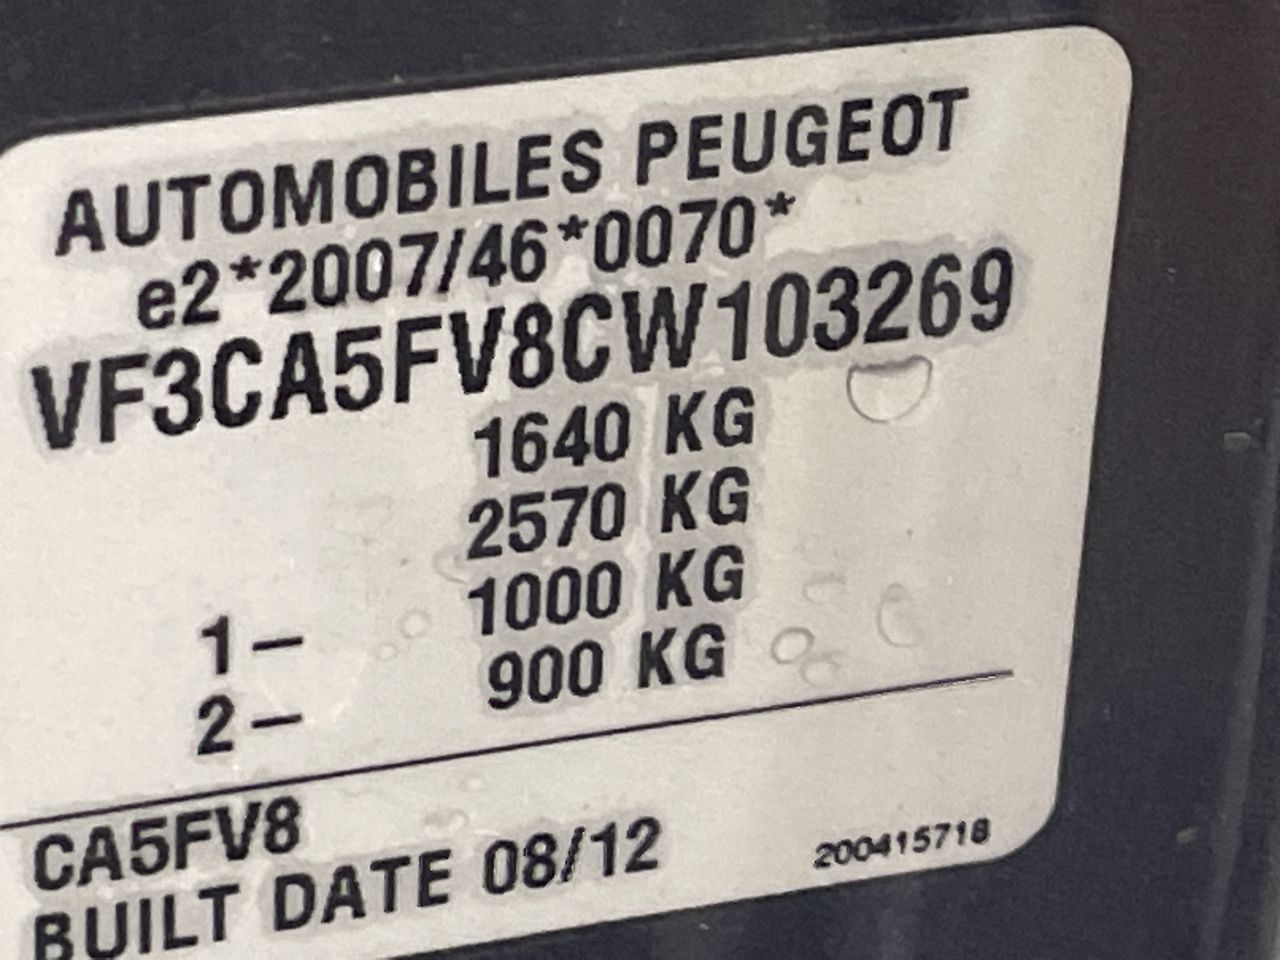 AUTOMOBILES PEUGEOT
e2*2007/46*0070*
VF3CA5FV8CW103269
1640 KG
2570 KG
1- 1000 KG
2- 900 KG
CA5FV8
BUILT DATE 08/12 200415718